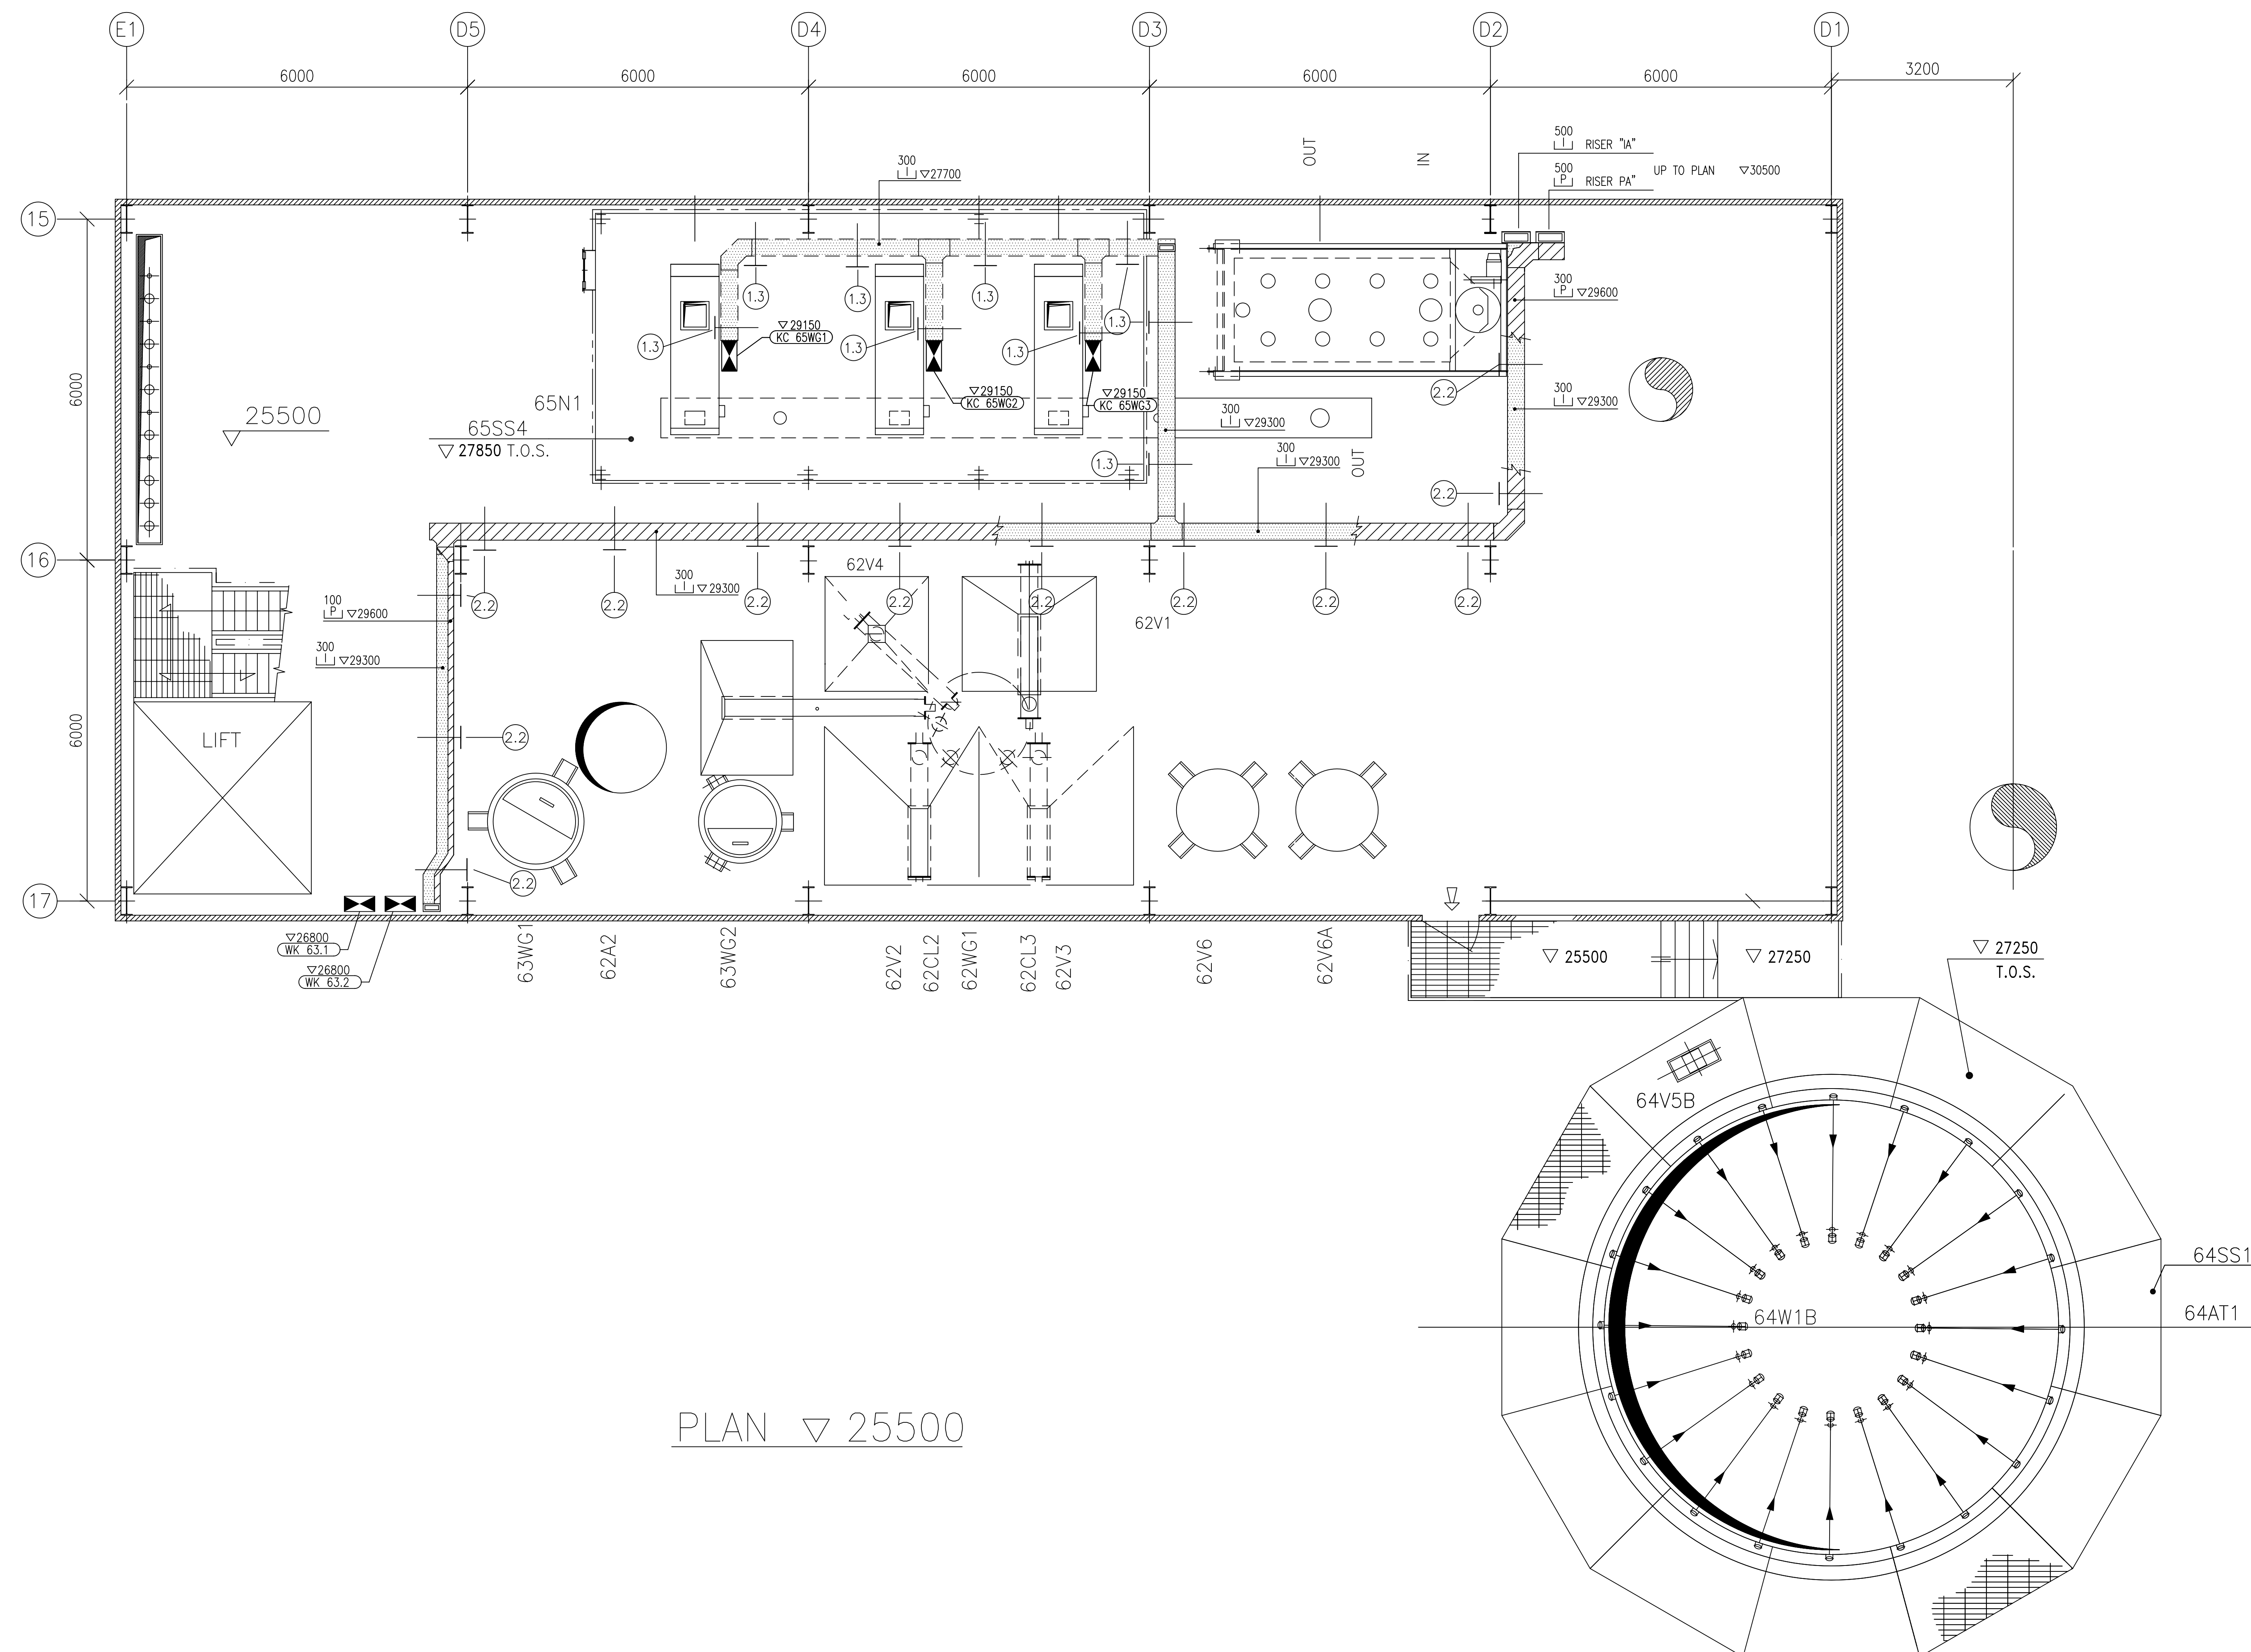 E1
D5
D4
D3
D2
D1
6000
6000
6000
6000
6000
3200
500
I
RISER "IA"
500
P
RISER PA"
UP TO PLAN ▽30500
OUT
IN
300
I ▽27700
15
16
17
6000
6000
1.3
1.3
1.3
1.3
1.3
1.3
1.3
1.3
▽29150
KC 65WG1
▽29150
KC 65WG2
▽29150
KC 65WG3
300
P ▽29600
2.2
300
I ▽29300
25500
▽
65N1
65SS4
▽ 27850 T.O.S.
300
I ▽29300
300
I ▽29300
OUT
2.2
62V4
300
I ▽29300
2.2
2.2
2.2
2.2
2.2
2.2
2.2
2.2
100
P ▽29600
300
I ▽29300
62V1
LIFT
2.2
2.2
▽26800
WK 63.1
▽26800
WK 63.2
63WG1
62A2
63WG2
62V2
62CL2
62WG1
62CL3
62V3
62V6
62V6A
▽ 25500
▽ 27250
▽ 27250
T.O.S.
64V5B
64W1B
64SS1
64AT1
PLAN ▽ 25500